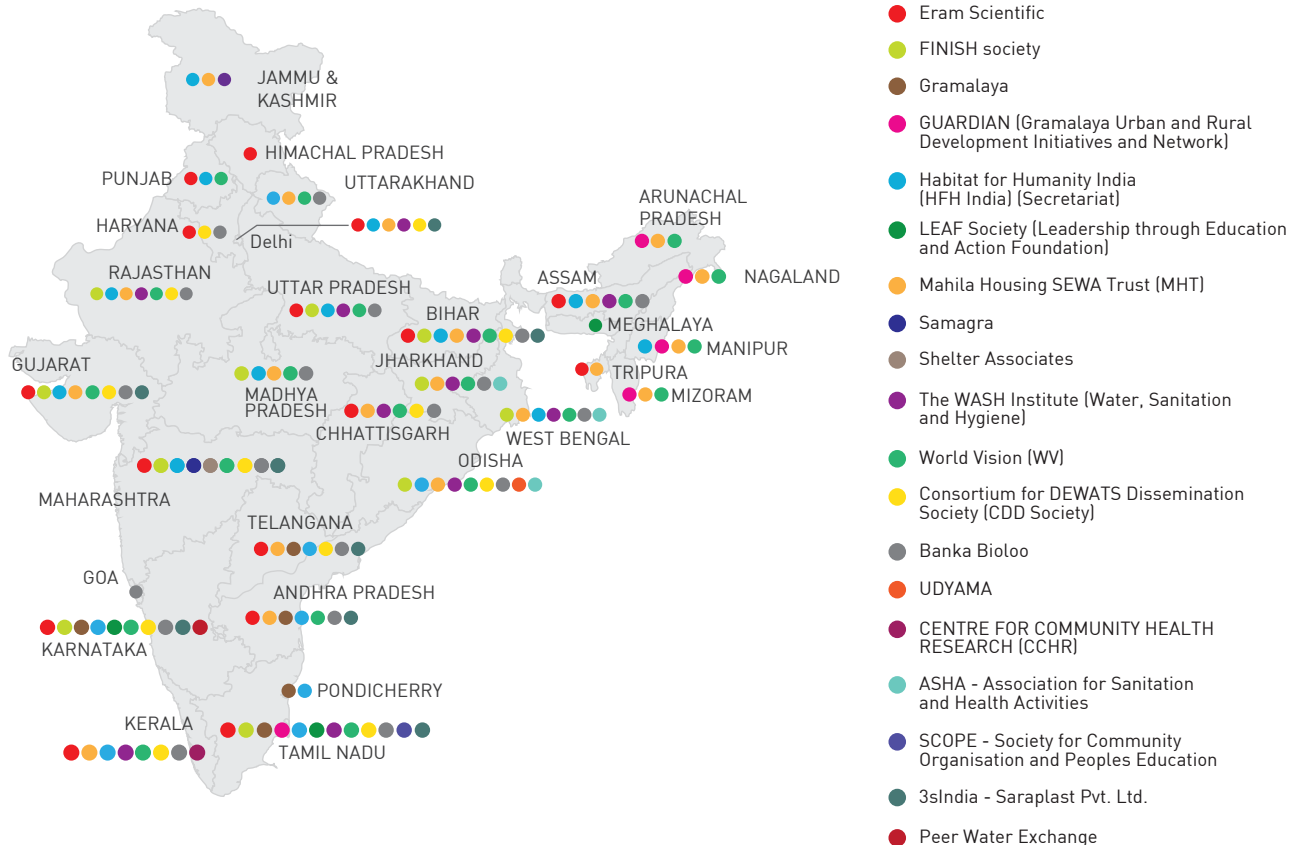 JAMMU &
KASHMIR
HIMACHAL PRADESH
PUNJAB
UTTARAKHAND
HARYANA
Delhi
ARUNACHAL
PRADESH
RAJASTHAN
UTTAR PRADESH
ASSAM
NAGALAND
BIHAR
MEGHALAYA
MANIPUR
GUJARAT
JHARKHAND
TRIPURA
MIZORAM
MADHYA
PRADESH
CHHATTISGARH
WEST BENGAL
ODISHA
MAHARASHTRA
TELANGANA
GOA
ANDHRA PRADESH
KARNATAKA
PONDICHERRY
KERALA
TAMIL NADU
Eram Scientific
FINISH society
Gramalaya
GUARDIAN (Gramalaya Urban and Rural
Development Initiatives and Network)
Habitat for Humanity India
(HFH India) (Secretariat)
LEAF Society (Leadership through Education
and Action Foundation)
Mahila Housing SEWA Trust (MHT)
Samagra
Shelter Associates
The WASH Institute (Water, Sanitation
and Hygiene)
World Vision (WV)
Consortium for DEWATS Dissemination
Society (CDD Society)
Banka Bioloo
UDYAMA
CENTRE FOR COMMUNITY HEALTH
RESEARCH (CCHR)
ASHA - Association for Sanitation
and Health Activities
SCOPE - Society for Community
Organisation and Peoples Education
3sIndia - Saraplast Pvt. Ltd.
Peer Water Exchange